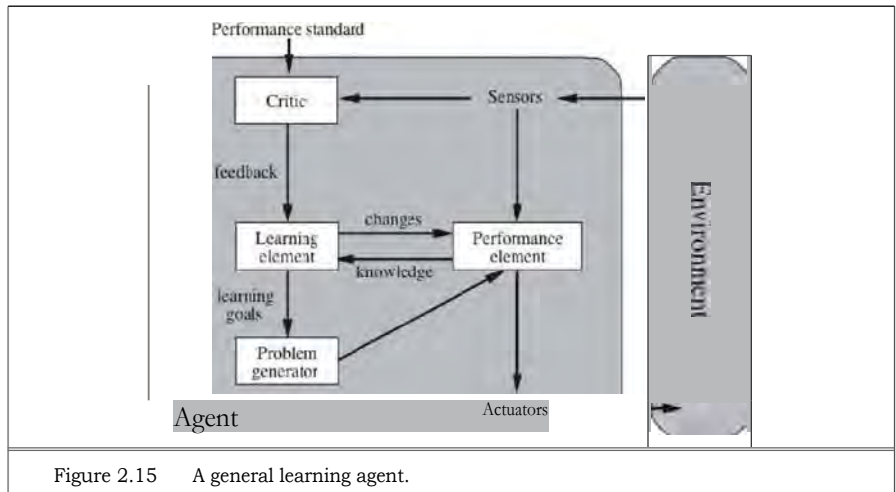 Performance standard
Critic
Sensors
feedback
Environment
changes
Learning
element
Performance
element
knowledge
learning
goals
Problem
generator
Agent
Actuators
Figure 2.15 A general learning agent.